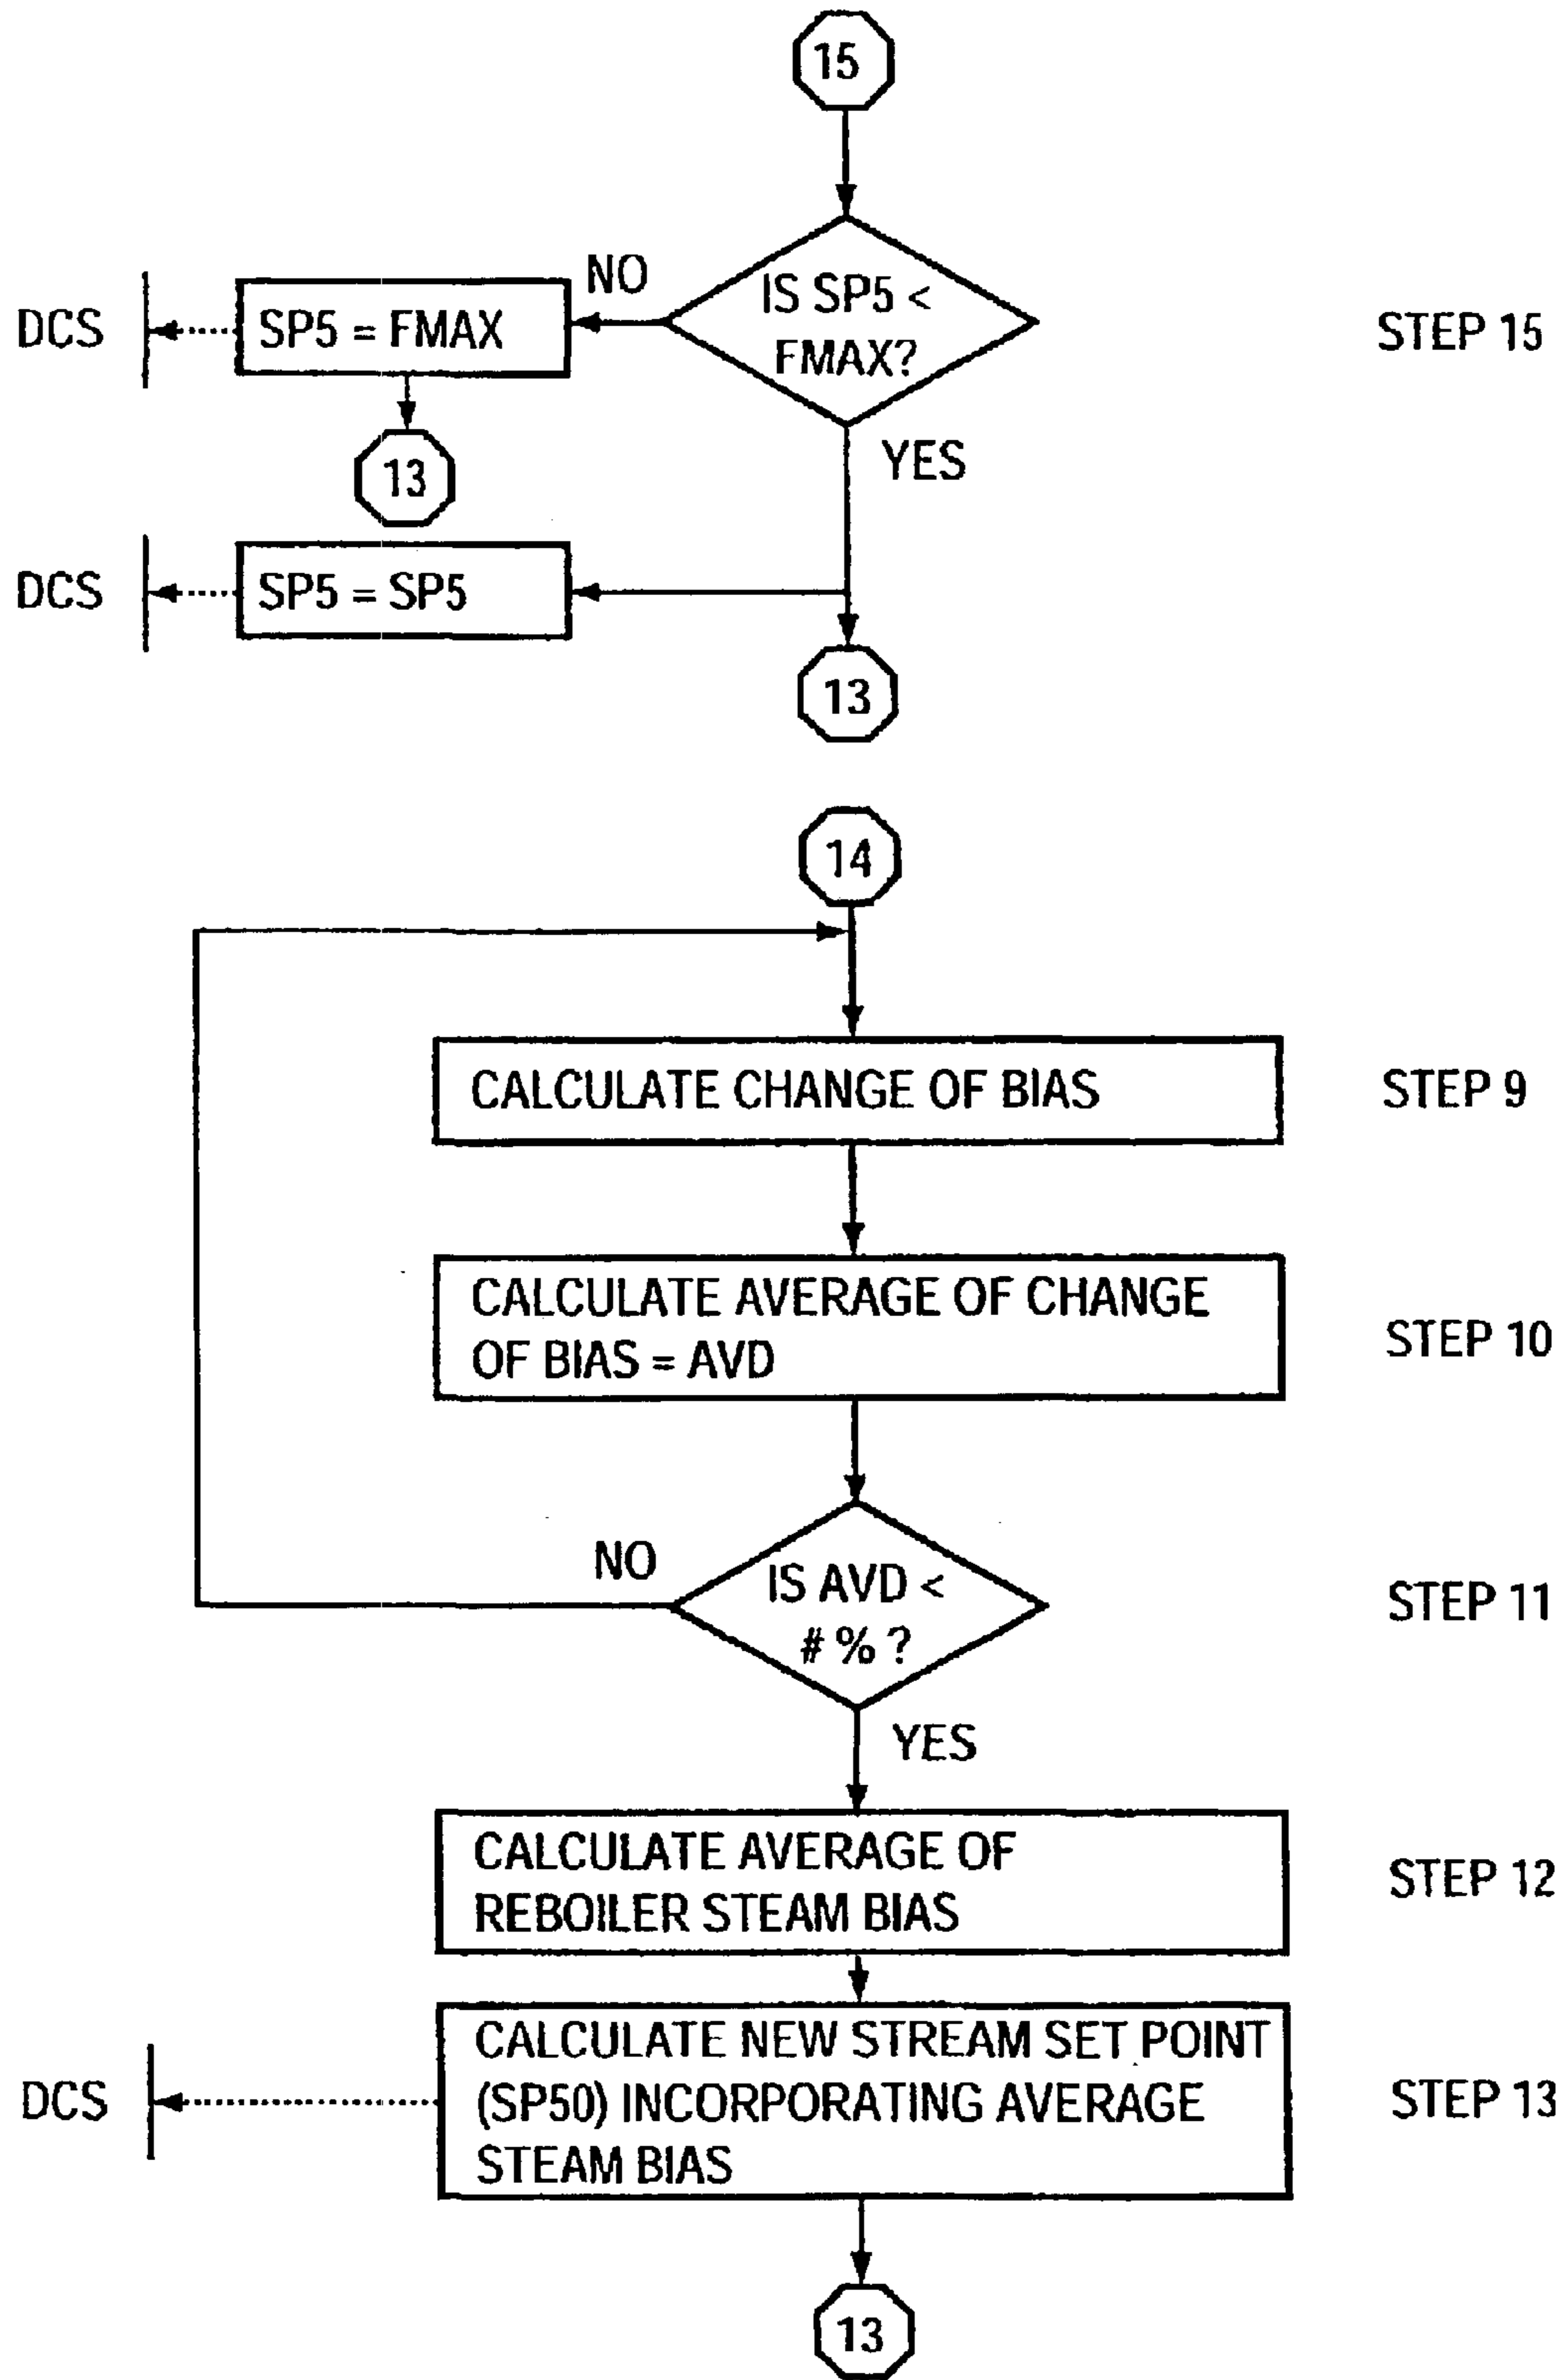 15
NO
IS SP5 <
FMAX?
DCS
SP5 = FMAX
STEP 15
13
YES
DCS
SP5 = SP5
13
14
CALCULATE CHANGE OF BIAS
STEP 9
CALCULATE AVERAGE OF CHANGE
OF BIAS = AVD
STEP 10
NO
IS AVD <
# % ?
STEP 11
YES
CALCULATE AVERAGE OF
REBOILER STEAM BIAS
STEP 12
DCS
CALCULATE NEW STREAM SET POINT
(SP50) INCORPORATING AVERAGE
STEAM BIAS
STEP 13
13